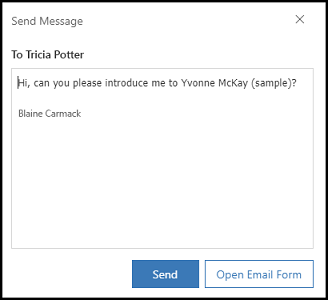 Send Message
To Tricia Potter
Hi, can you please introduce me to Yvonne McKay (sample)?
Blaine Carmack
Send
Open Email Form